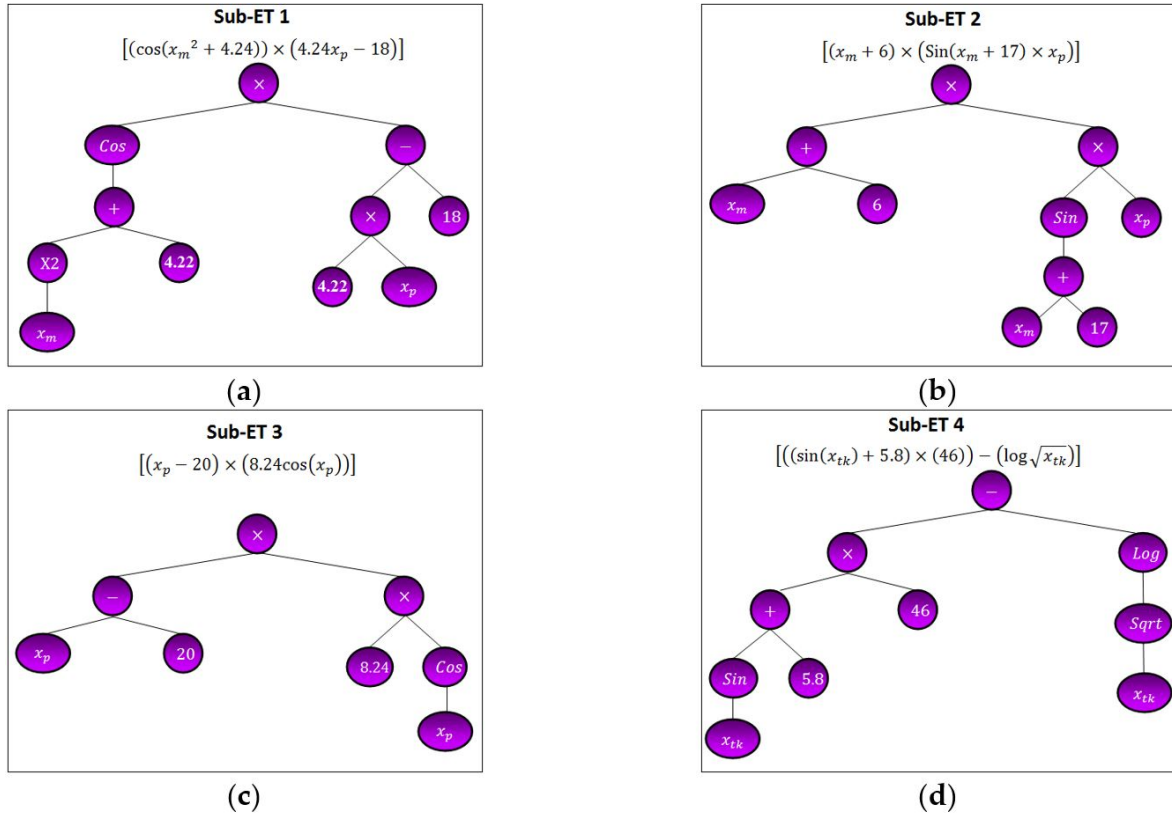 Sub-ET 1
[(cos(xₘ² + 4.24)) × (4.24xₚ − 18)]
×
Cos −
+ × 18
X2 4.22 4.22 xₚ
xₘ
(a)
Sub-ET 2
[(xₘ + 6) × (Sin(xₘ + 17) × xₚ)]
×
+ ×
xₘ 6 Sin xₚ
+
xₘ 17
(b)
Sub-ET 3
[(xₚ − 20) × (8.24cos(xₚ))]
×
− ×
xₚ 20 8.24 Cos
xₚ
(c)
Sub-ET 4
[((sin(xₜₖ) + 5.8) × (46)) − (log√xₜₖ)]
−
× Log
+ 46 Sqrt
Sin 5.8 xₜₖ
xₜₖ
(d)